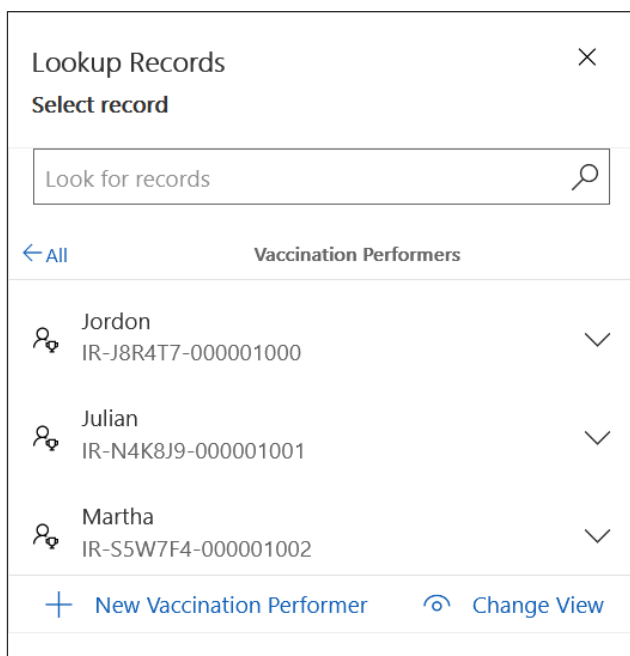 Lookup Records
Select record
Look for records
All Vaccination Performers
Jordon
IR-J8R4T7-000001000
Julian
IR-N4K8J9-000001001
Martha
IR-S5W7F4-000001002
New Vaccination Performer Change View